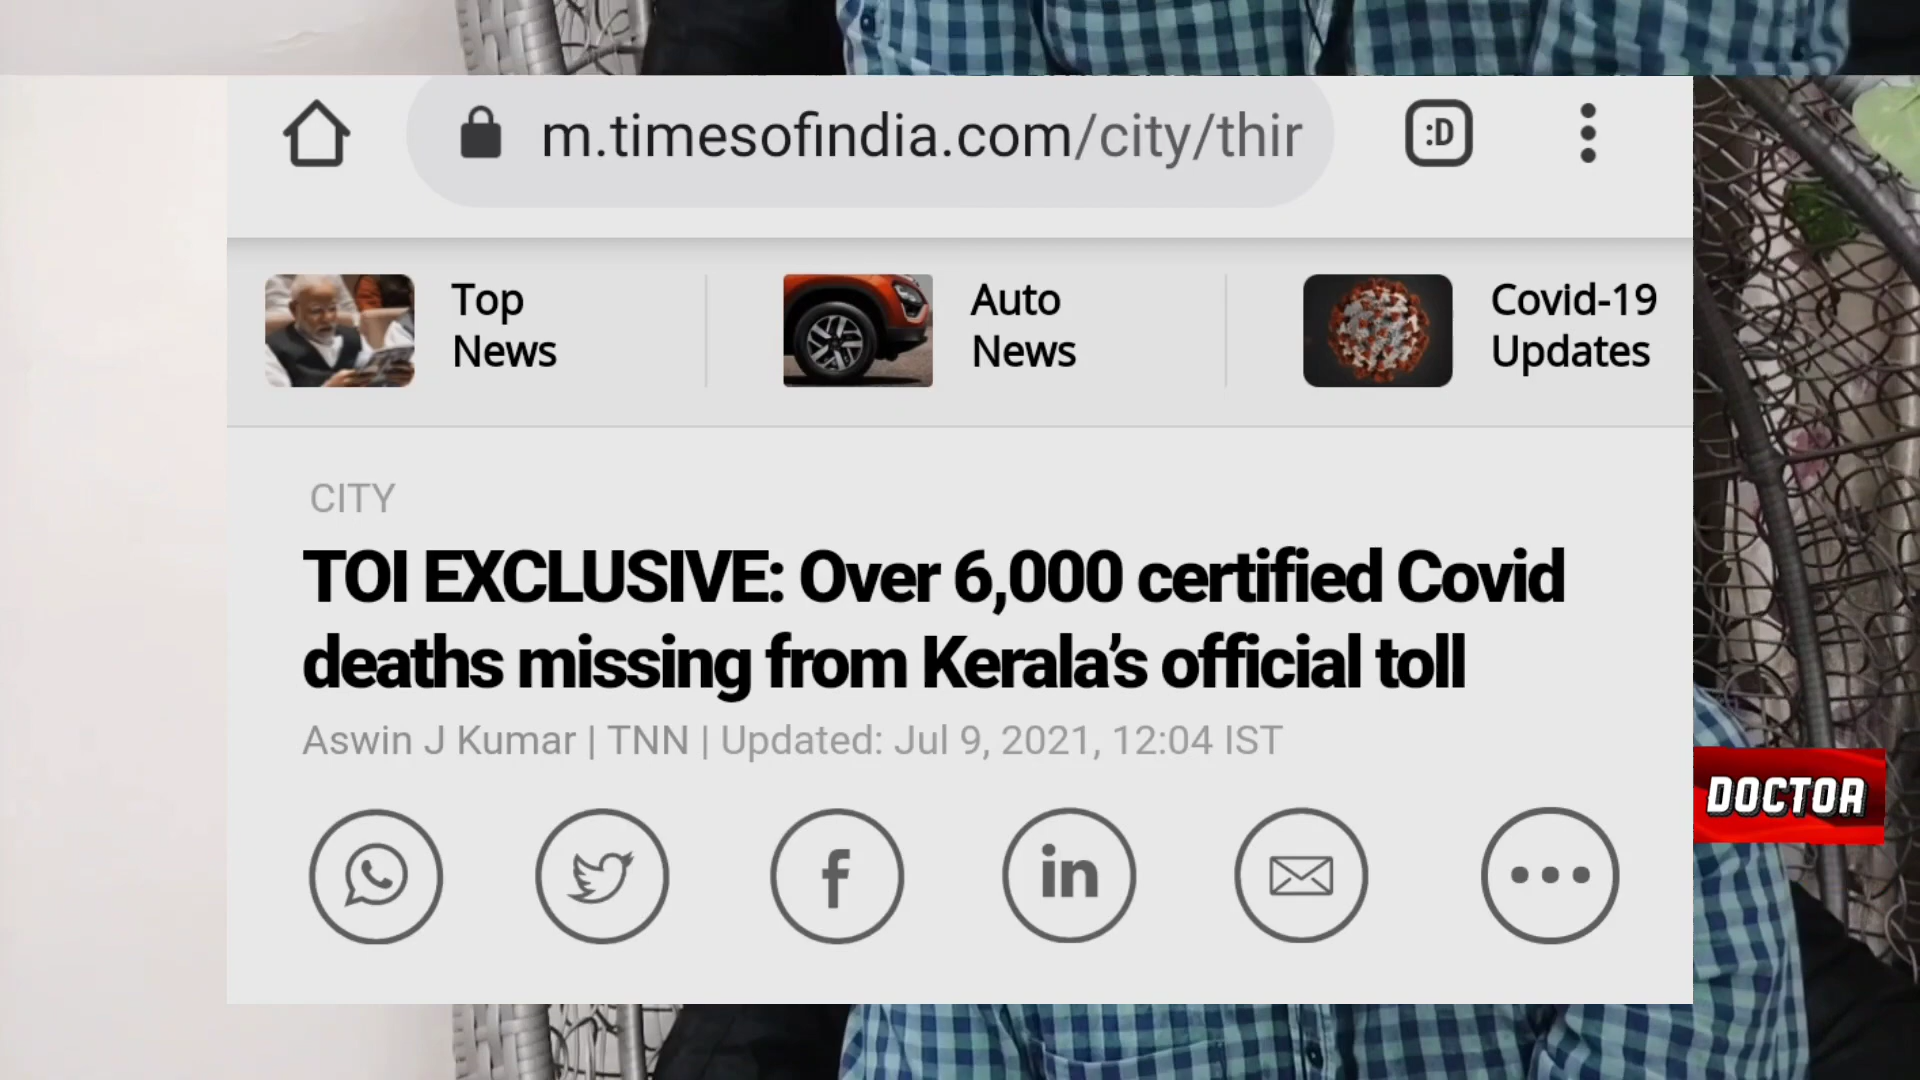 m.timesofindia.com/city/thir
:D
Top
News
Auto
News
Covid-19
Updates
CITY
TOI EXCLUSIVE: Over 6,000 certified Covid
deaths missing from Kerala’s official toll
Aswin J Kumar | TNN | Updated: Jul 9, 2021, 12:04 IST
f
in
DOCTOR